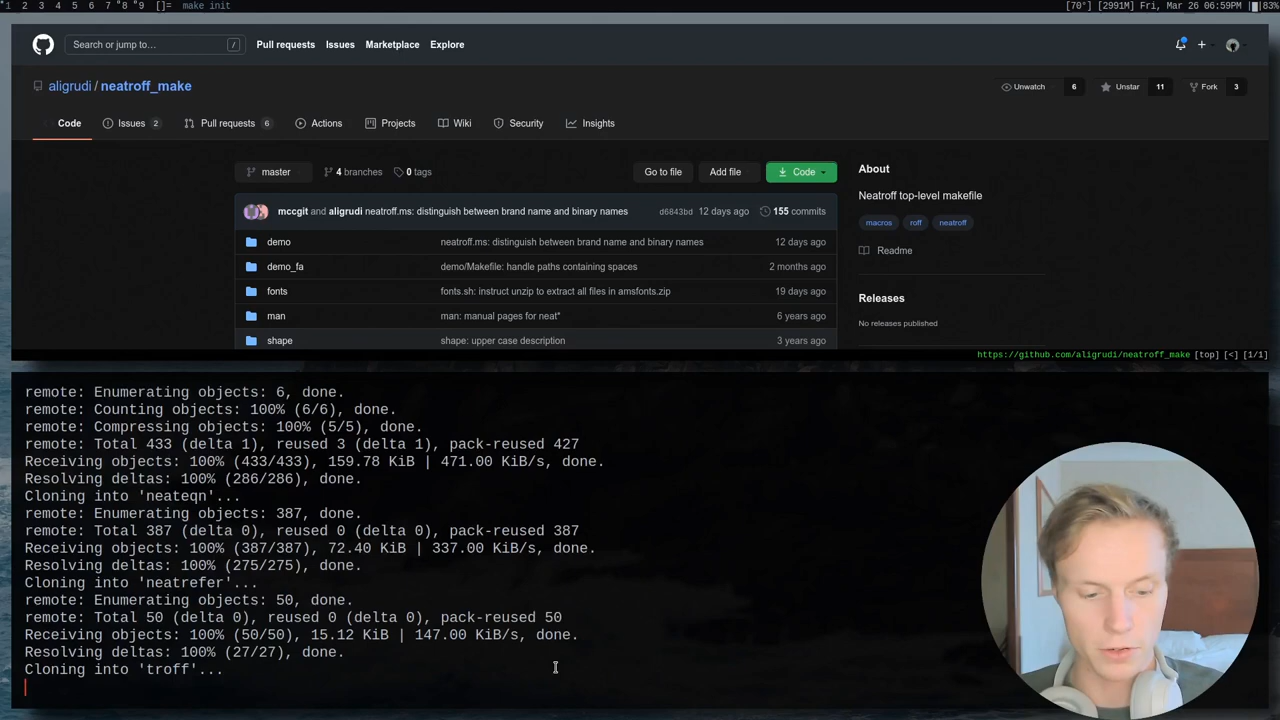 1 2 3 4 5 6 7 8 9 []= make init [70°] [2991M] Fri, Mar 26 06:59PM 83%
Search or jump to… / Pull requests Issues Marketplace Explore
aligrudi / neatroff_make Unwatch 6 Unstar 11 Fork 3
Code Issues 2 Pull requests 6 Actions Projects Wiki Security Insights
master 4 branches 0 tags Go to file Add file Code
mccgit and aligrudi neatroff.ms: distinguish between brand name and binary names d6843bd 12 days ago 155 commits
demo neatroff.ms: distinguish between brand name and binary names 12 days ago
demo_fa demo/Makefile: handle paths containing spaces 2 months ago
fonts fonts.sh: instruct unzip to extract all files in amsfonts.zip 19 days ago
man man: manual pages for neat* 6 years ago
shape shape: upper case description 3 years ago
About
Neatroff top-level makefile
macros roff neatroff
Readme
Releases
No releases published
https://github.com/aligrudi/neatroff_make [top] [<] [1/1]
remote: Enumerating objects: 6, done.
remote: Counting objects: 100% (6/6), done.
remote: Compressing objects: 100% (5/5), done.
remote: Total 433 (delta 1), reused 3 (delta 1), pack-reused 427
Receiving objects: 100% (433/433), 159.78 KiB | 471.00 KiB/s, done.
Resolving deltas: 100% (286/286), done.
Cloning into 'neateqn'...
remote: Enumerating objects: 387, done.
remote: Total 387 (delta 0), reused 0 (delta 0), pack-reused 387
Receiving objects: 100% (387/387), 72.40 KiB | 337.00 KiB/s, done.
Resolving deltas: 100% (275/275), done.
Cloning into 'neatrefer'...
remote: Enumerating objects: 50, done.
remote: Total 50 (delta 0), reused 0 (delta 0), pack-reused 50
Receiving objects: 100% (50/50), 15.12 KiB | 147.00 KiB/s, done.
Resolving deltas: 100% (27/27), done.
Cloning into 'troff'...